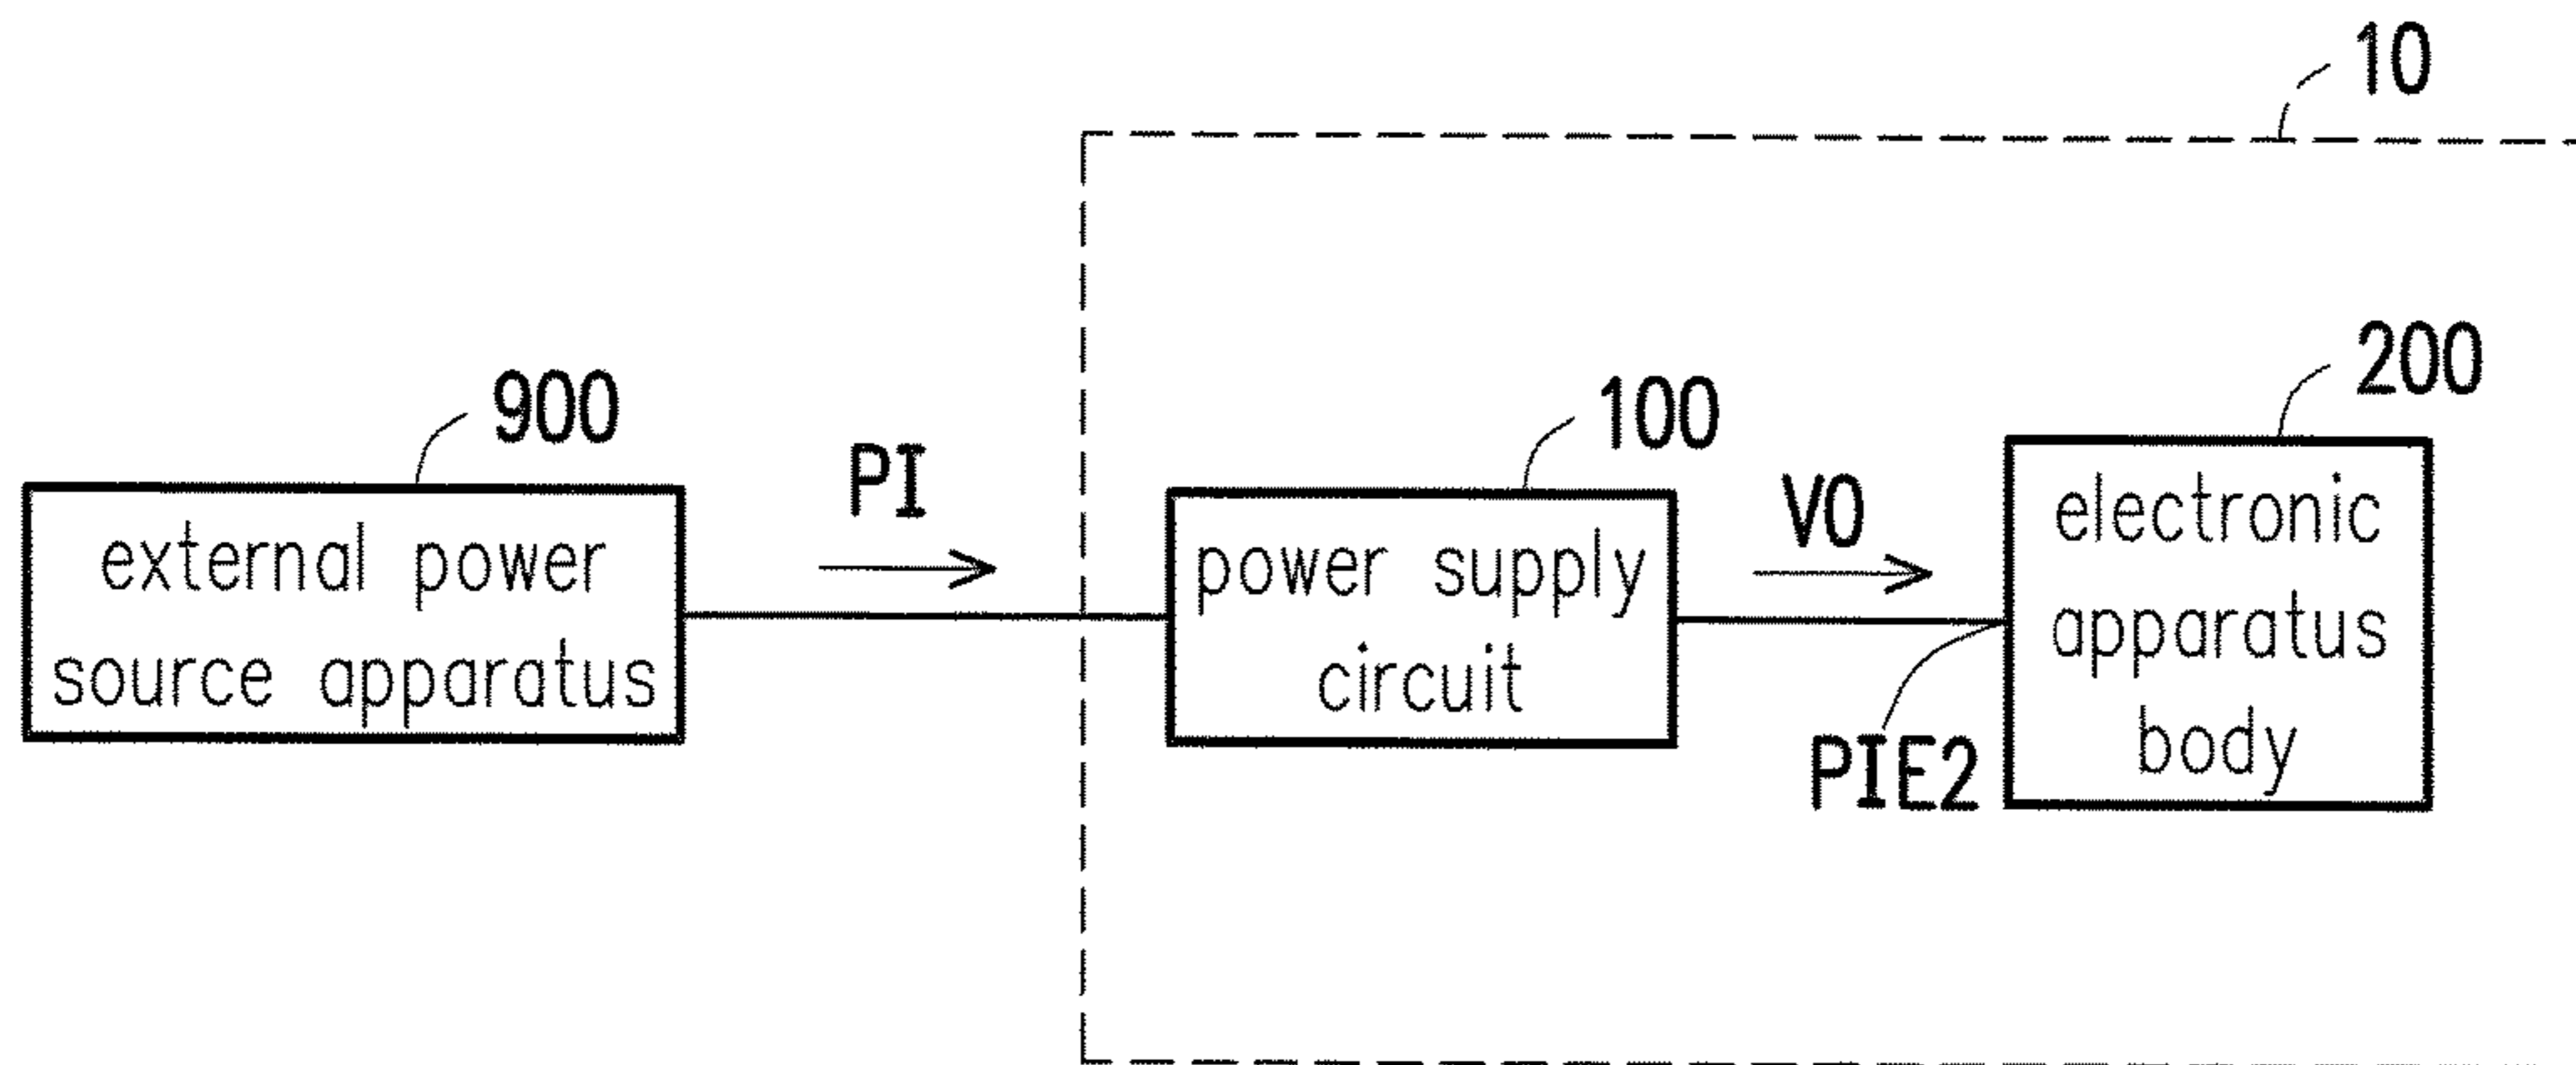 10
900
PI
100
VO
200
external power
source apparatus
power supply
circuit
electronic
apparatus
body
PIE2